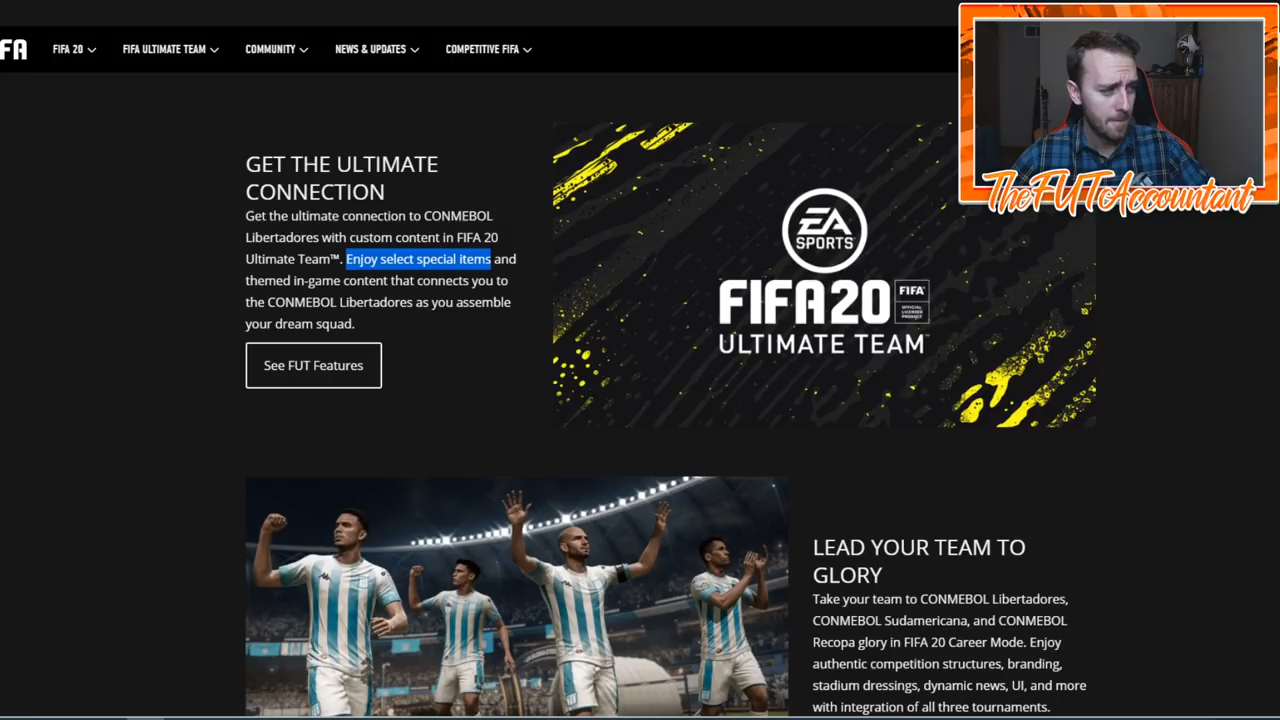 FA
FIFA 20
FIFA ULTIMATE TEAM
COMMUNITY
NEWS & UPDATES
COMPETITIVE FIFA
TheFUTAccountant
GET THE ULTIMATE
CONNECTION
Get the ultimate connection to CONMEBOL
Libertadores with custom content in FIFA 20
Ultimate Team™. Enjoy select special items and
themed in-game content that connects you to
the CONMEBOL Libertadores as you assemble
your dream squad.
See FUT Features
EA
SPORTS™
FIFA20
FIFA
OFFICIAL
LICENSED
PRODUCT
ULTIMATE TEAM™
LEAD YOUR TEAM TO
GLORY
Take your team to CONMEBOL Libertadores,
CONMEBOL Sudamericana, and CONMEBOL
Recopa glory in FIFA 20 Career Mode. Enjoy
authentic competition structures, branding,
stadium dressings, dynamic news, UI, and more
with integration of all three tournaments.